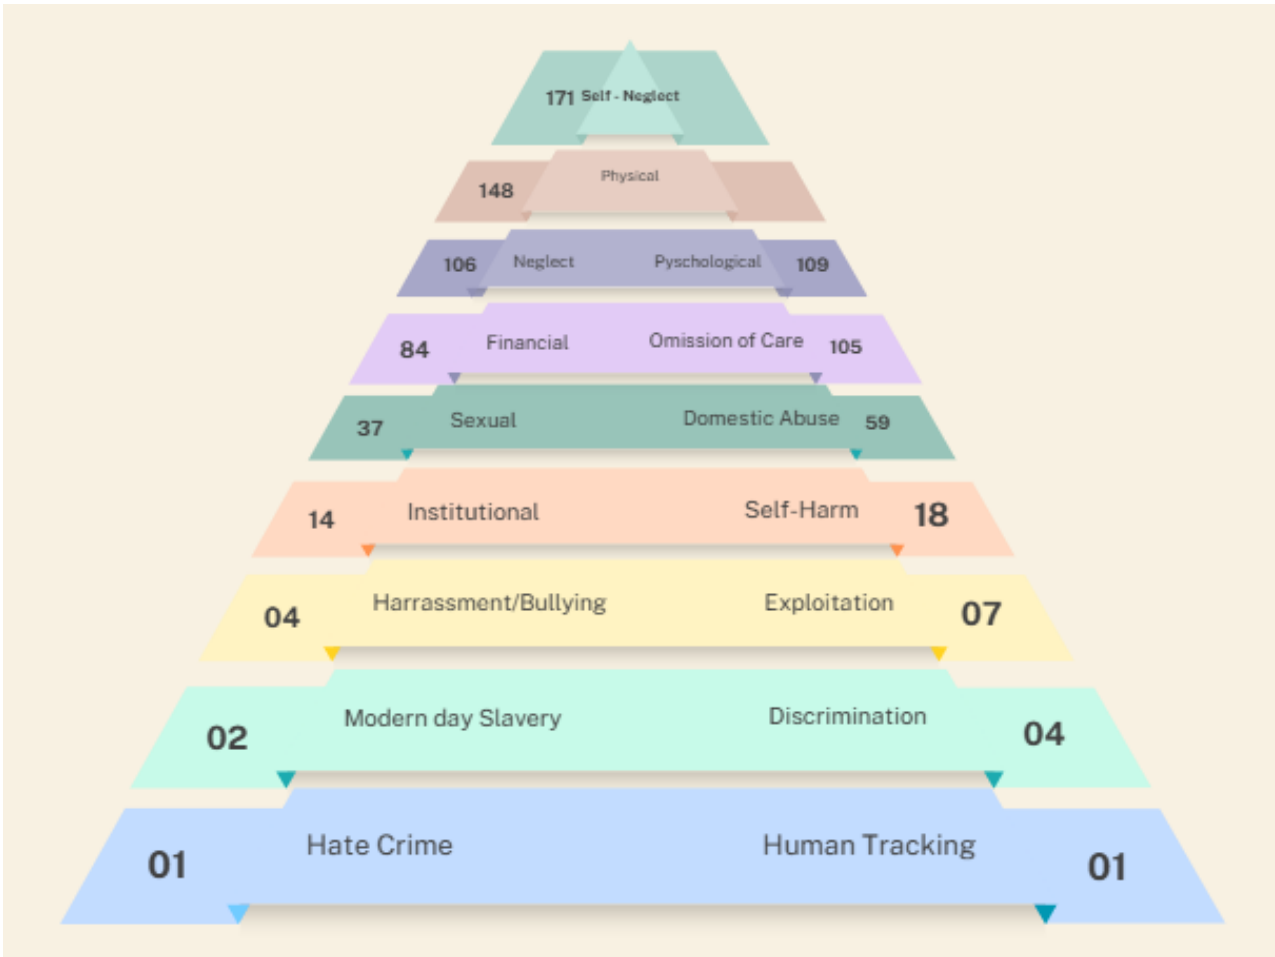 171 Self - Neglect
148 Physical
106 Neglect Pyschological 109
84 Financial Omission of Care 105
37 Sexual Domestic Abuse 59
14 Institutional Self-Harm 18
04 Harrassment/Bullying Exploitation 07
02 Modern day Slavery Discrimination 04
01 Hate Crime Human Tracking 01